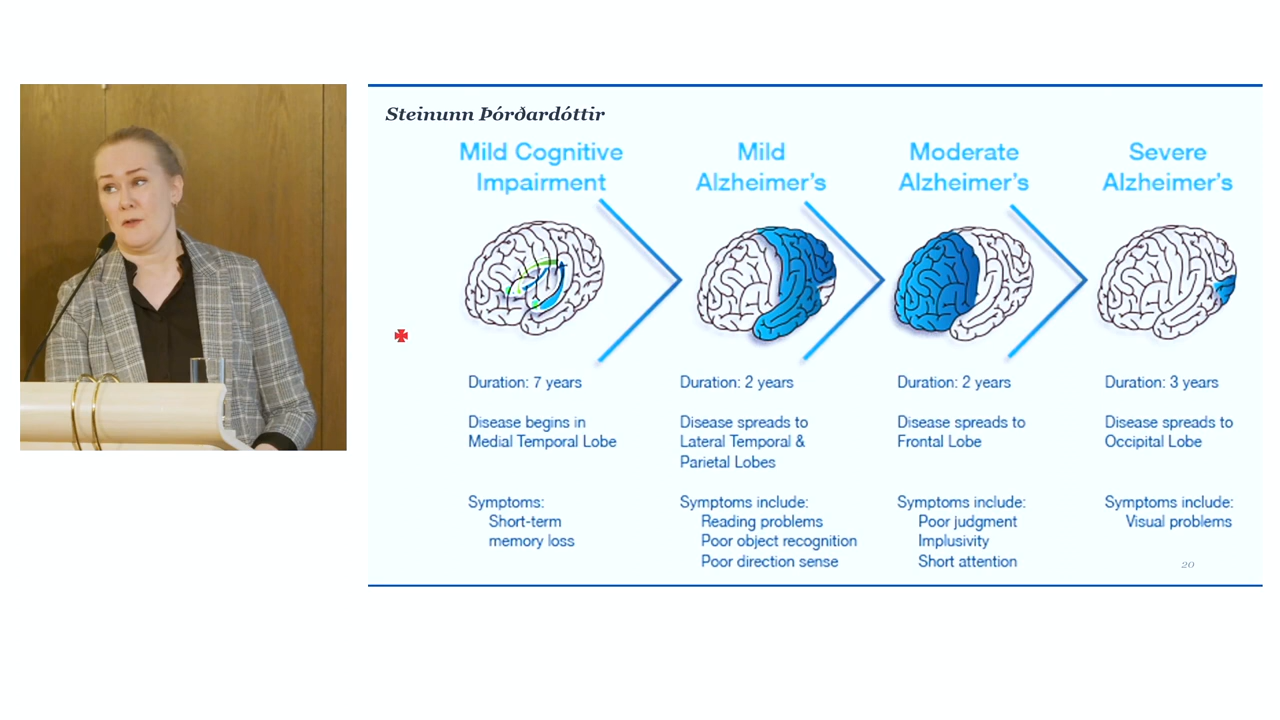 Steinunn Þórðardóttir
Mild Cognitive
Impairment
Mild
Alzheimer's
Moderate
Alzheimer's
Severe
Alzheimer's
Duration: 7 years
Disease begins in
Medial Temporal Lobe
Symptoms:
Short-term
memory loss
Duration: 2 years
Disease spreads to
Lateral Temporal &
Parietal Lobes
Symptoms include:
Reading problems
Poor object recognition
Poor direction sense
Duration: 2 years
Disease spreads to
Frontal Lobe
Symptoms include:
Poor judgment
Implusivity
Short attention
Duration: 3 years
Disease spreads to
Occipital Lobe
Symptoms include:
Visual problems
20